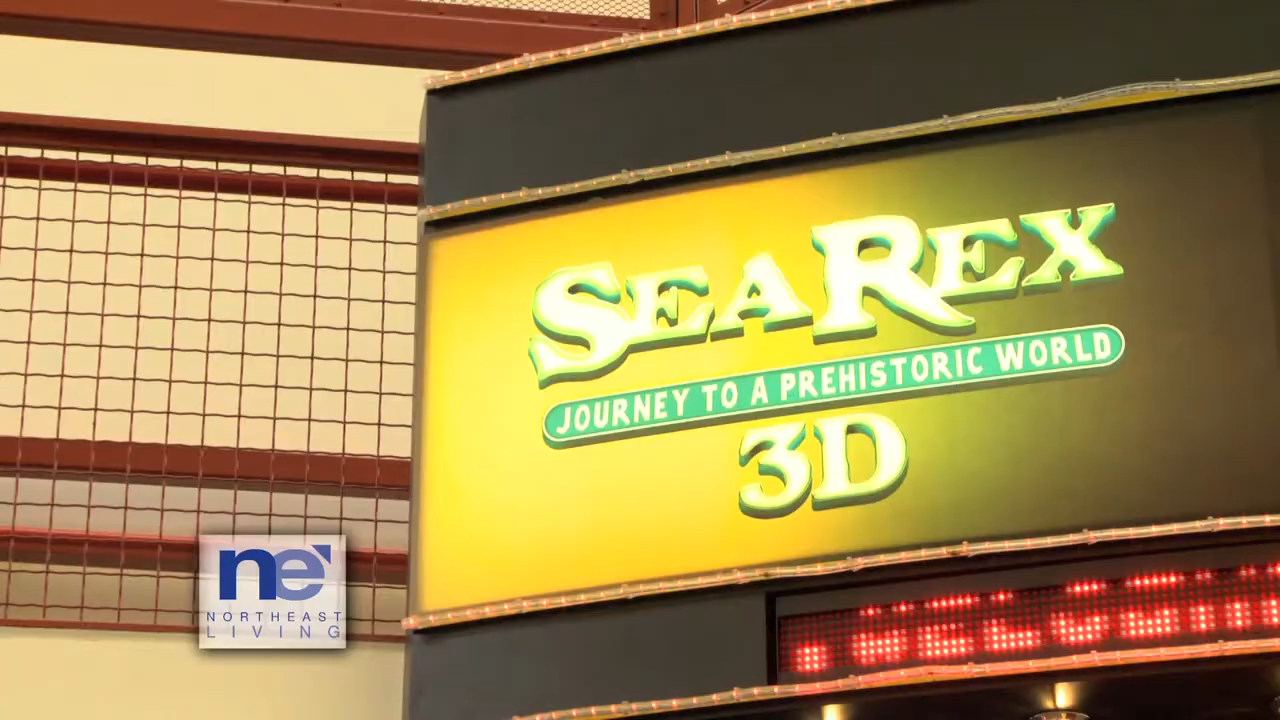 SEAREX
JOURNEY TO A PREHISTORIC WORLD
3D
ne
NORTHEAST
LIVING